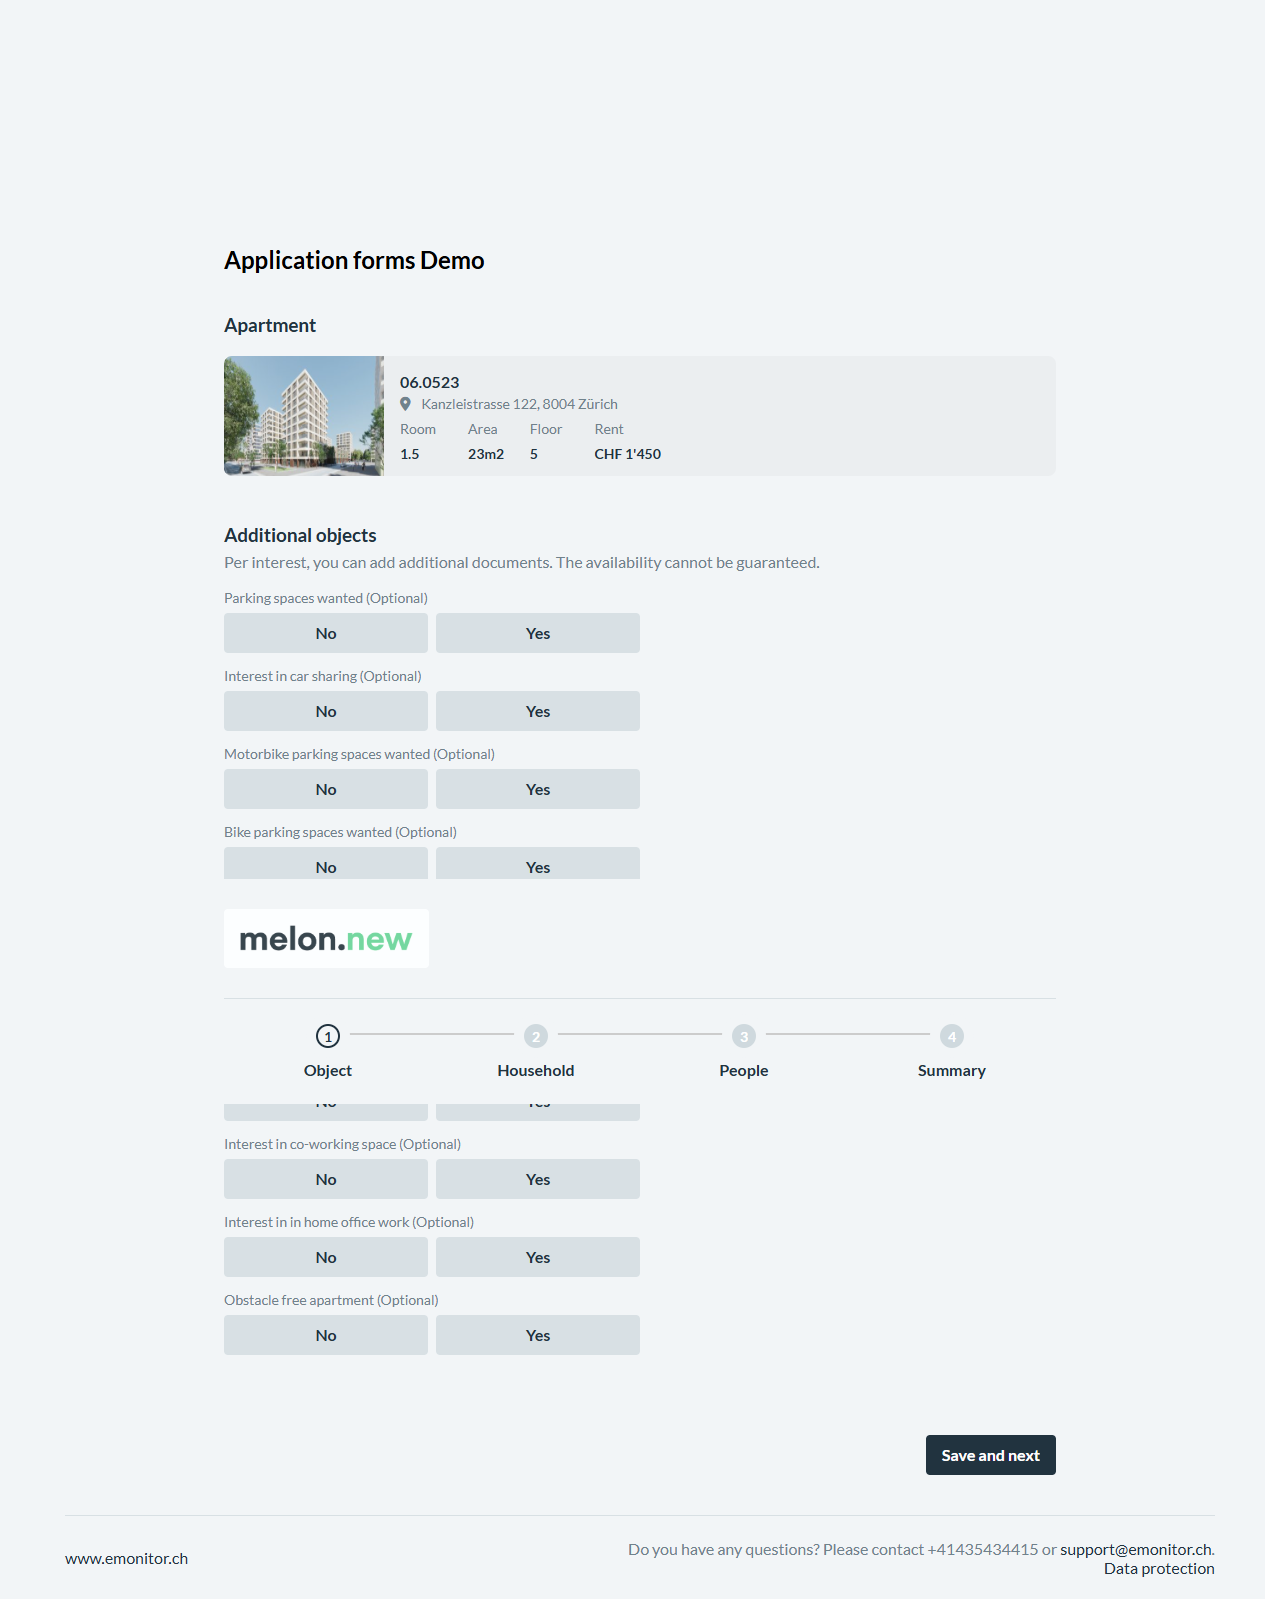 Application forms Demo
Apartment
06.0523
Kanzleistrasse 122, 8004 Zürich
Room Area Floor Rent
1.5 23m2 5 CHF 1'450
Additional objects
Per interest, you can add additional documents. The availability cannot be guaranteed.
Parking spaces wanted (Optional)
No Yes
Interest in car sharing (Optional)
No Yes
Motorbike parking spaces wanted (Optional)
No Yes
Bike parking spaces wanted (Optional)
No Yes
melon.new
1 2 3 4
Object Household People Summary
No Yes
Interest in co-working space (Optional)
No Yes
Interest in in home office work (Optional)
No Yes
Obstacle free apartment (Optional)
No Yes
Save and next
www.emonitor.ch
Do you have any questions? Please contact +41435434415 or support@emonitor.ch.
Data protection